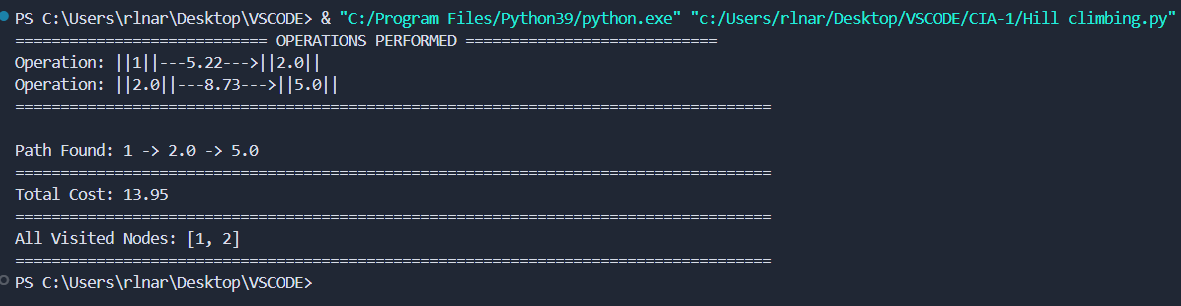 PS C:\Users\rlnar\Desktop\VSCODE> & "C:/Program Files/Python39/python.exe" "c:/Users/rlnar/Desktop/VSCODE/CIA-1/Hill climbing.py"
============================ OPERATIONS PERFORMED ============================
Operation: ||1||---5.22--->||2.0||
Operation: ||2.0||---8.73--->||5.0||
====================================================================================
Path Found: 1 -> 2.0 -> 5.0
====================================================================================
Total Cost: 13.95
====================================================================================
All Visited Nodes: [1, 2]
====================================================================================
PS C:\Users\rlnar\Desktop\VSCODE>